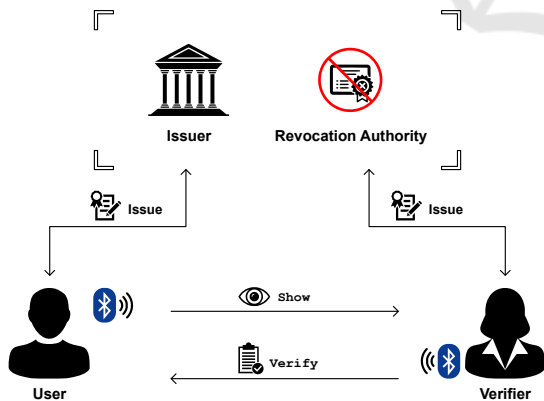 Issuer
Revocation Authority
Issue
Issue
Show
Verify
User
Verifier